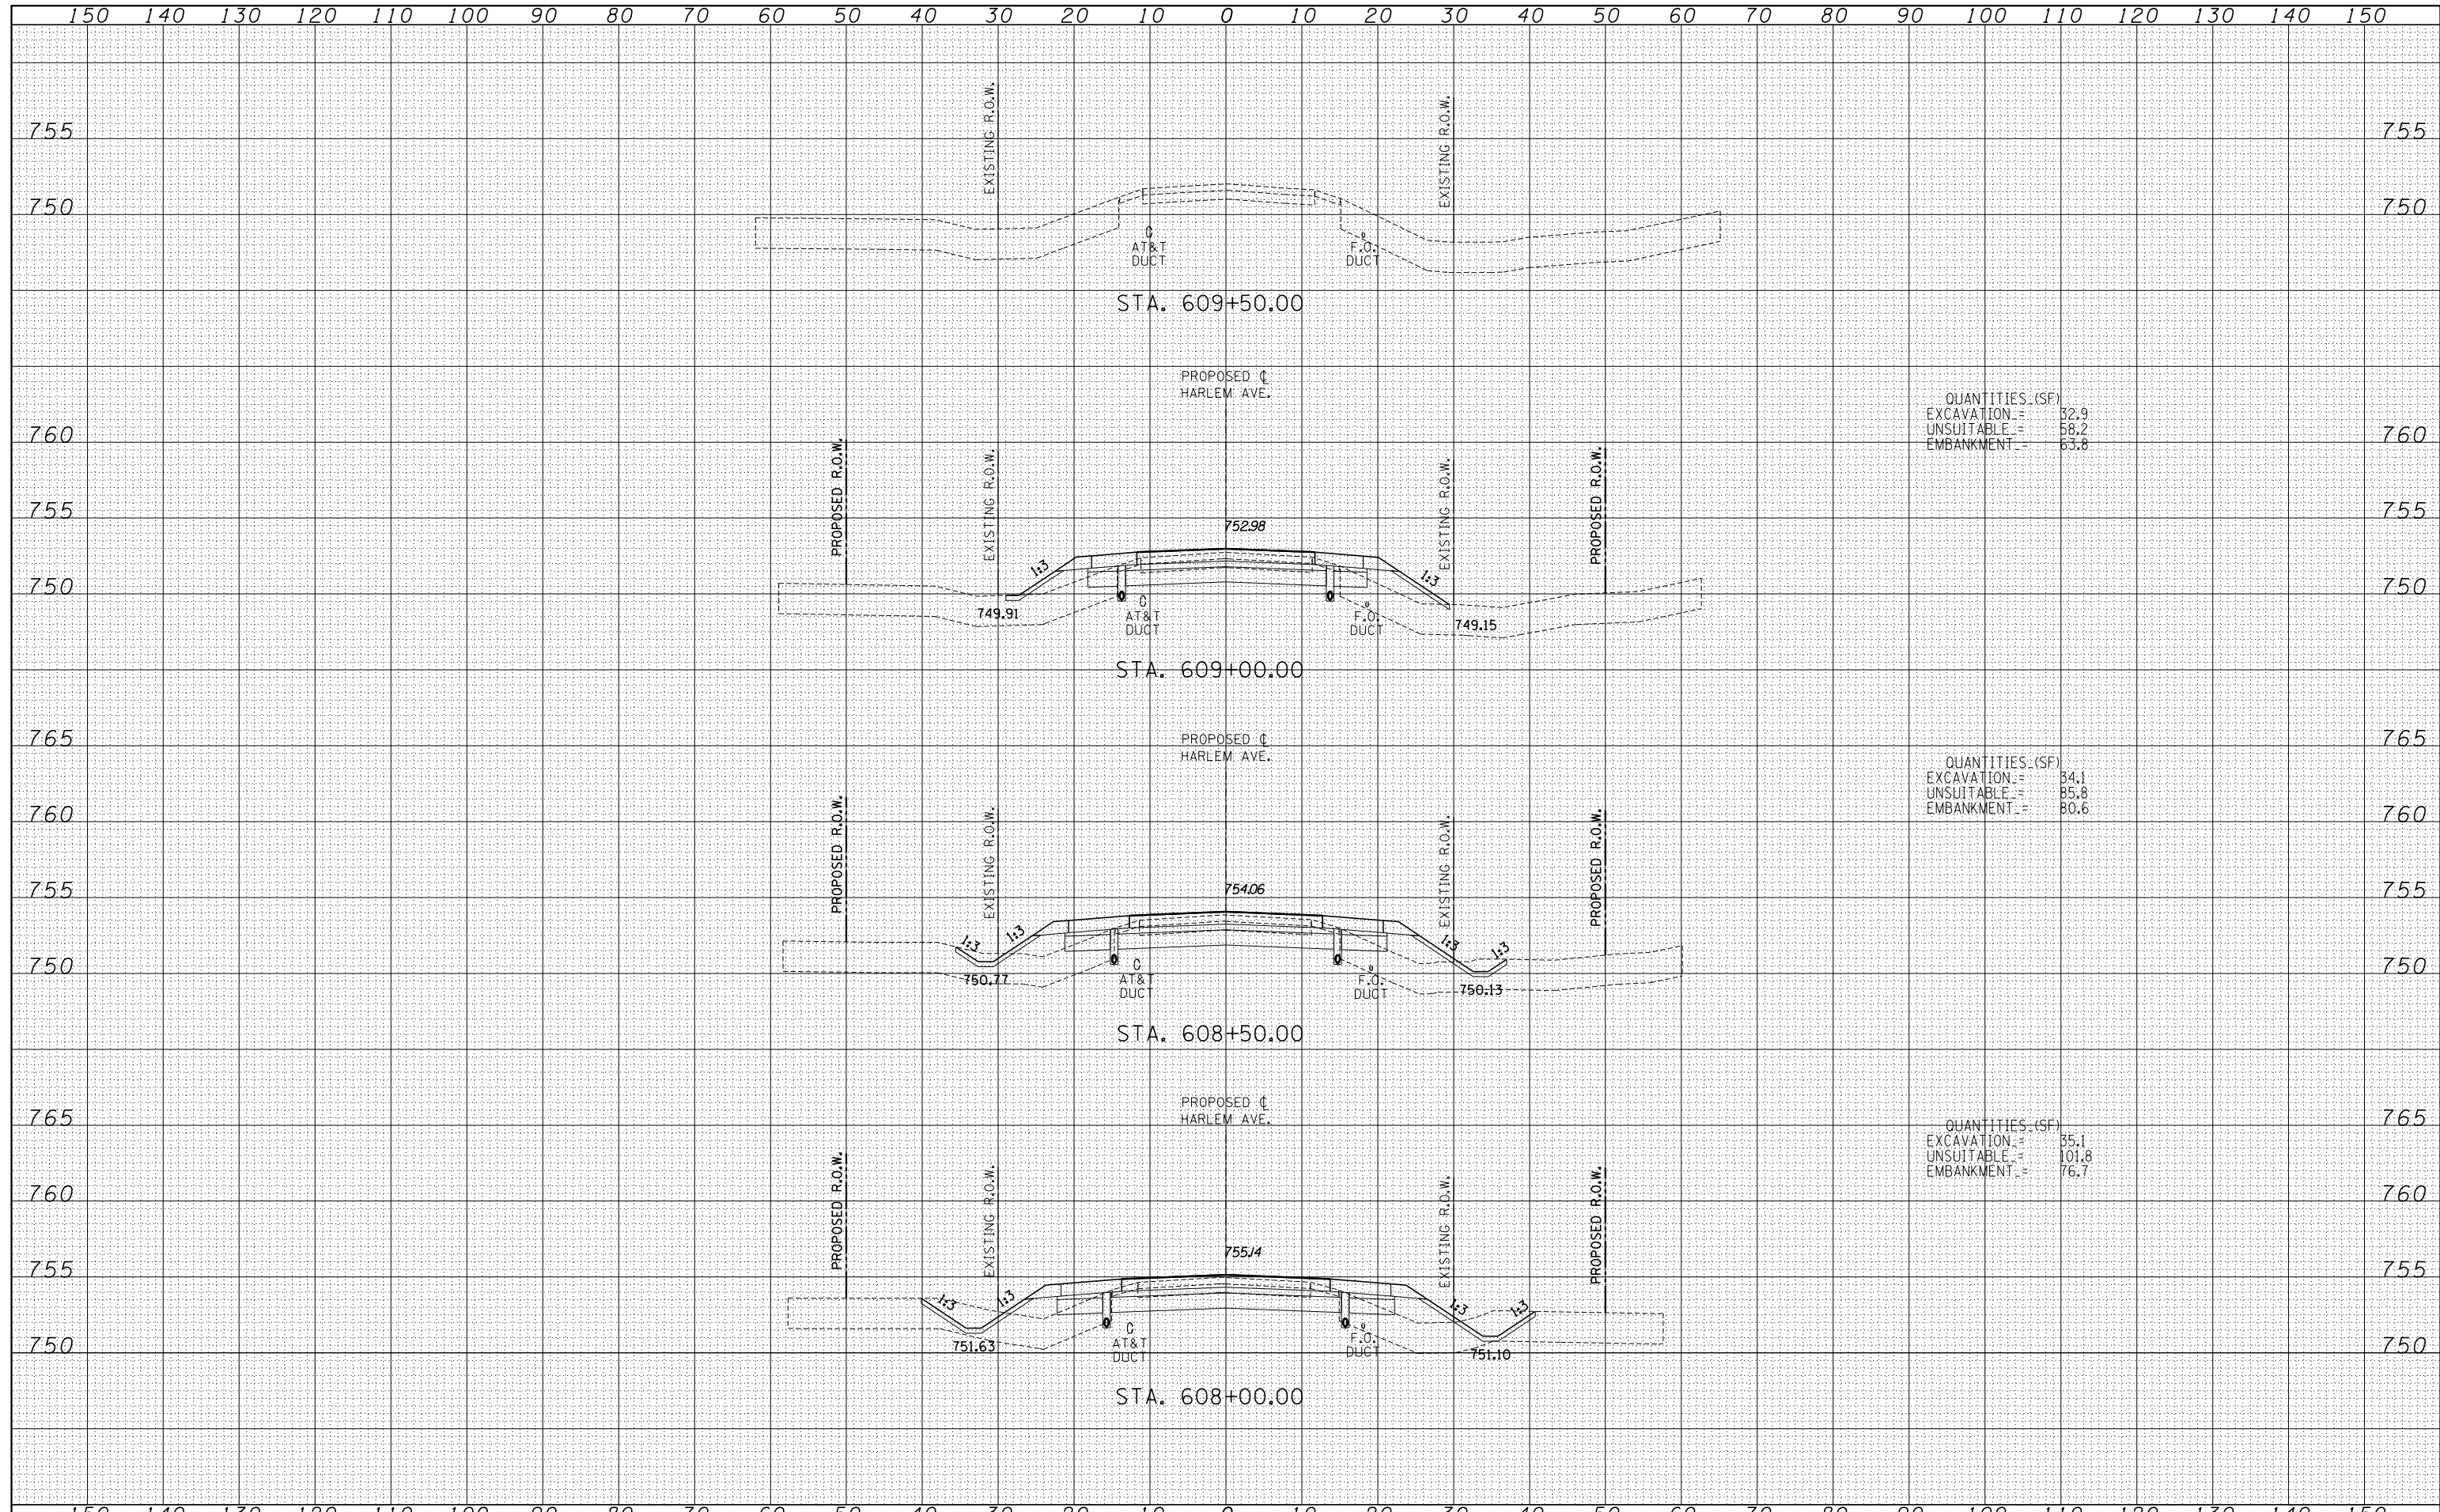 150 140 130 120 110 100 90 80 70 60 50 40 30 20 10 0 10 20 30 40 50 60 70 80 90 100 110 120 130 140 150
EXISTING R.O.W.
EXISTING R.O.W.
755 755
750 750
AT&T
DUCT
F.O.
DUCT
STA. 609+50.00
PROPOSED ℄
HARLEM AVE.
QUANTITIES (SF)
EXCAVATION = 32.9
UNSUITABLE = 58.2
EMBANKMENT = 63.8
760 760
PROPOSED R.O.W.
EXISTING R.O.W.
EXISTING R.O.W.
PROPOSED R.O.W.
755 755
752.98
1:3
1:3
750 750
749.91
AT&T
DUCT
F.O.
DUCT
749.15
STA. 609+00.00
765 765
PROPOSED ℄
HARLEM AVE.
QUANTITIES (SF)
EXCAVATION = 34.1
UNSUITABLE = 85.8
EMBANKMENT = 80.6
760 760
PROPOSED R.O.W.
EXISTING R.O.W.
EXISTING R.O.W.
PROPOSED R.O.W.
755 755
754.06
1:3 1:3
1:3 1:3
750 750
750.77
AT&T
DUCT
F.O.
DUCT
750.13
STA. 608+50.00
765 765
PROPOSED ℄
HARLEM AVE.
QUANTITIES (SF)
EXCAVATION = 35.1
UNSUITABLE = 101.8
EMBANKMENT = 76.7
760 760
PROPOSED R.O.W.
EXISTING R.O.W.
EXISTING R.O.W.
PROPOSED R.O.W.
755 755
755.14
1:3 1:3
1:3 1:3
750 750
751.63
AT&T
DUCT
F.O.
DUCT
751.10
STA. 608+00.00
150 140 130 120 110 100 90 80 70 60 50 40 30 20 10 0 10 20 30 40 50 60 70 80 90 100 110 120 130 140 150